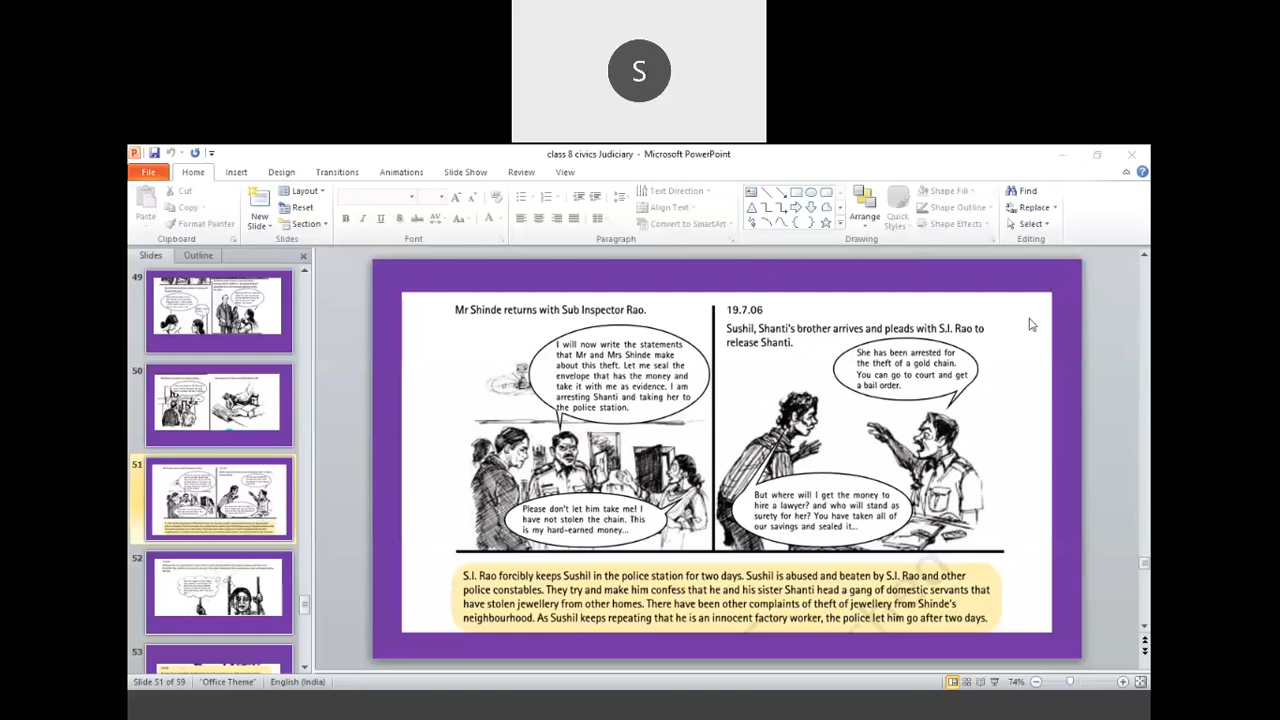 S
class 8 civics Judiciary - Microsoft PowerPoint
File Home Insert Design Transitions Animations Slide Show Review View
Paste
Cut
Copy
Format Painter
Clipboard
New Slide
Layout
Reset
Section
Slides
Font
Text Direction
Align Text
Convert to SmartArt
Paragraph
Arrange
Quick Styles
Shape Fill
Shape Outline
Shape Effects
Drawing
Find
Replace
Select
Editing
Slides Outline
49
50
51
52
53
Mr Shinde returns with Sub Inspector Rao.
I will now write the statements
that Mr and Mrs Shinde make
about this theft. Let me seal the
envelope that has the money and
take it with me as evidence. I am
arresting Shanti and taking her to
the police station.
Please don't let him take me! I
have not stolen the chain. This
is my hard-earned money...
19.7.06
Sushil, Shanti's brother arrives and pleads with S.I. Rao to
release Shanti.
She has been arrested for
the theft of a gold chain.
You can go to court and get
a bail order.
But where will I get the money to
hire a lawyer? and who will stand as
surety for her? You have taken all of
our savings and sealed it...
S.I. Rao forcibly keeps Sushil in the police station for two days. Sushil is abused and beaten by S.I. Rao and other
police constables. They try and make him confess that he and his sister Shanti head a gang of domestic servants that
have stolen jewellery from other homes. There have been other complaints of theft of jewellery from Shinde's
neighbourhood. As Sushil keeps repeating that he is an innocent factory worker, the police let him go after two days.
Slide 51 of 59 "Office Theme" English (India) 74%